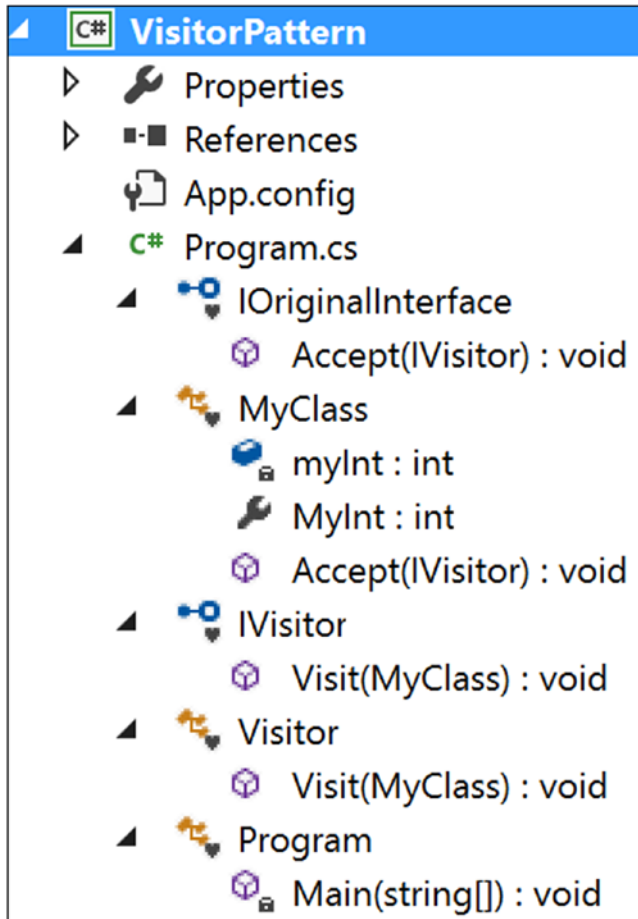 C# VisitorPattern
Properties
References
App.config
C# Program.cs
IOriginalInterface
Accept(IVisitor) : void
MyClass
myInt : int
MyInt : int
Accept(IVisitor) : void
IVisitor
Visit(MyClass) : void
Visitor
Visit(MyClass) : void
Program
Main(string[]) : void